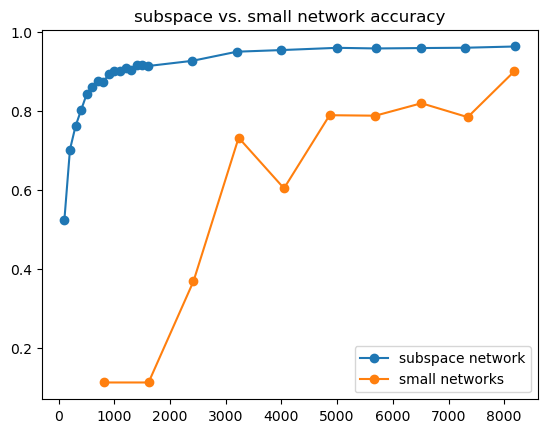 subspace vs. small network accuracy
1.0
0.8
0.6
0.4
0.2
subspace network
small networks
0 1000 2000 3000 4000 5000 6000 7000 8000